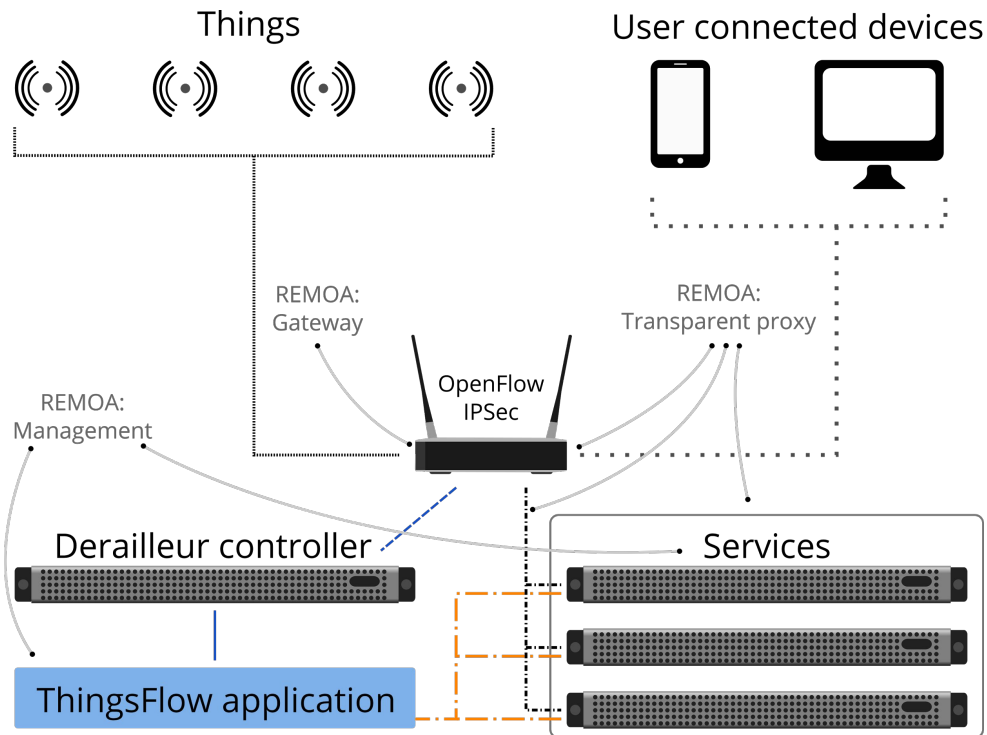 Things
User connected devices
REMOA:
Gateway
REMOA:
Transparent proxy
OpenFlow
IPSec
REMOA:
Management
Derailleur controller
Services
ThingsFlow application